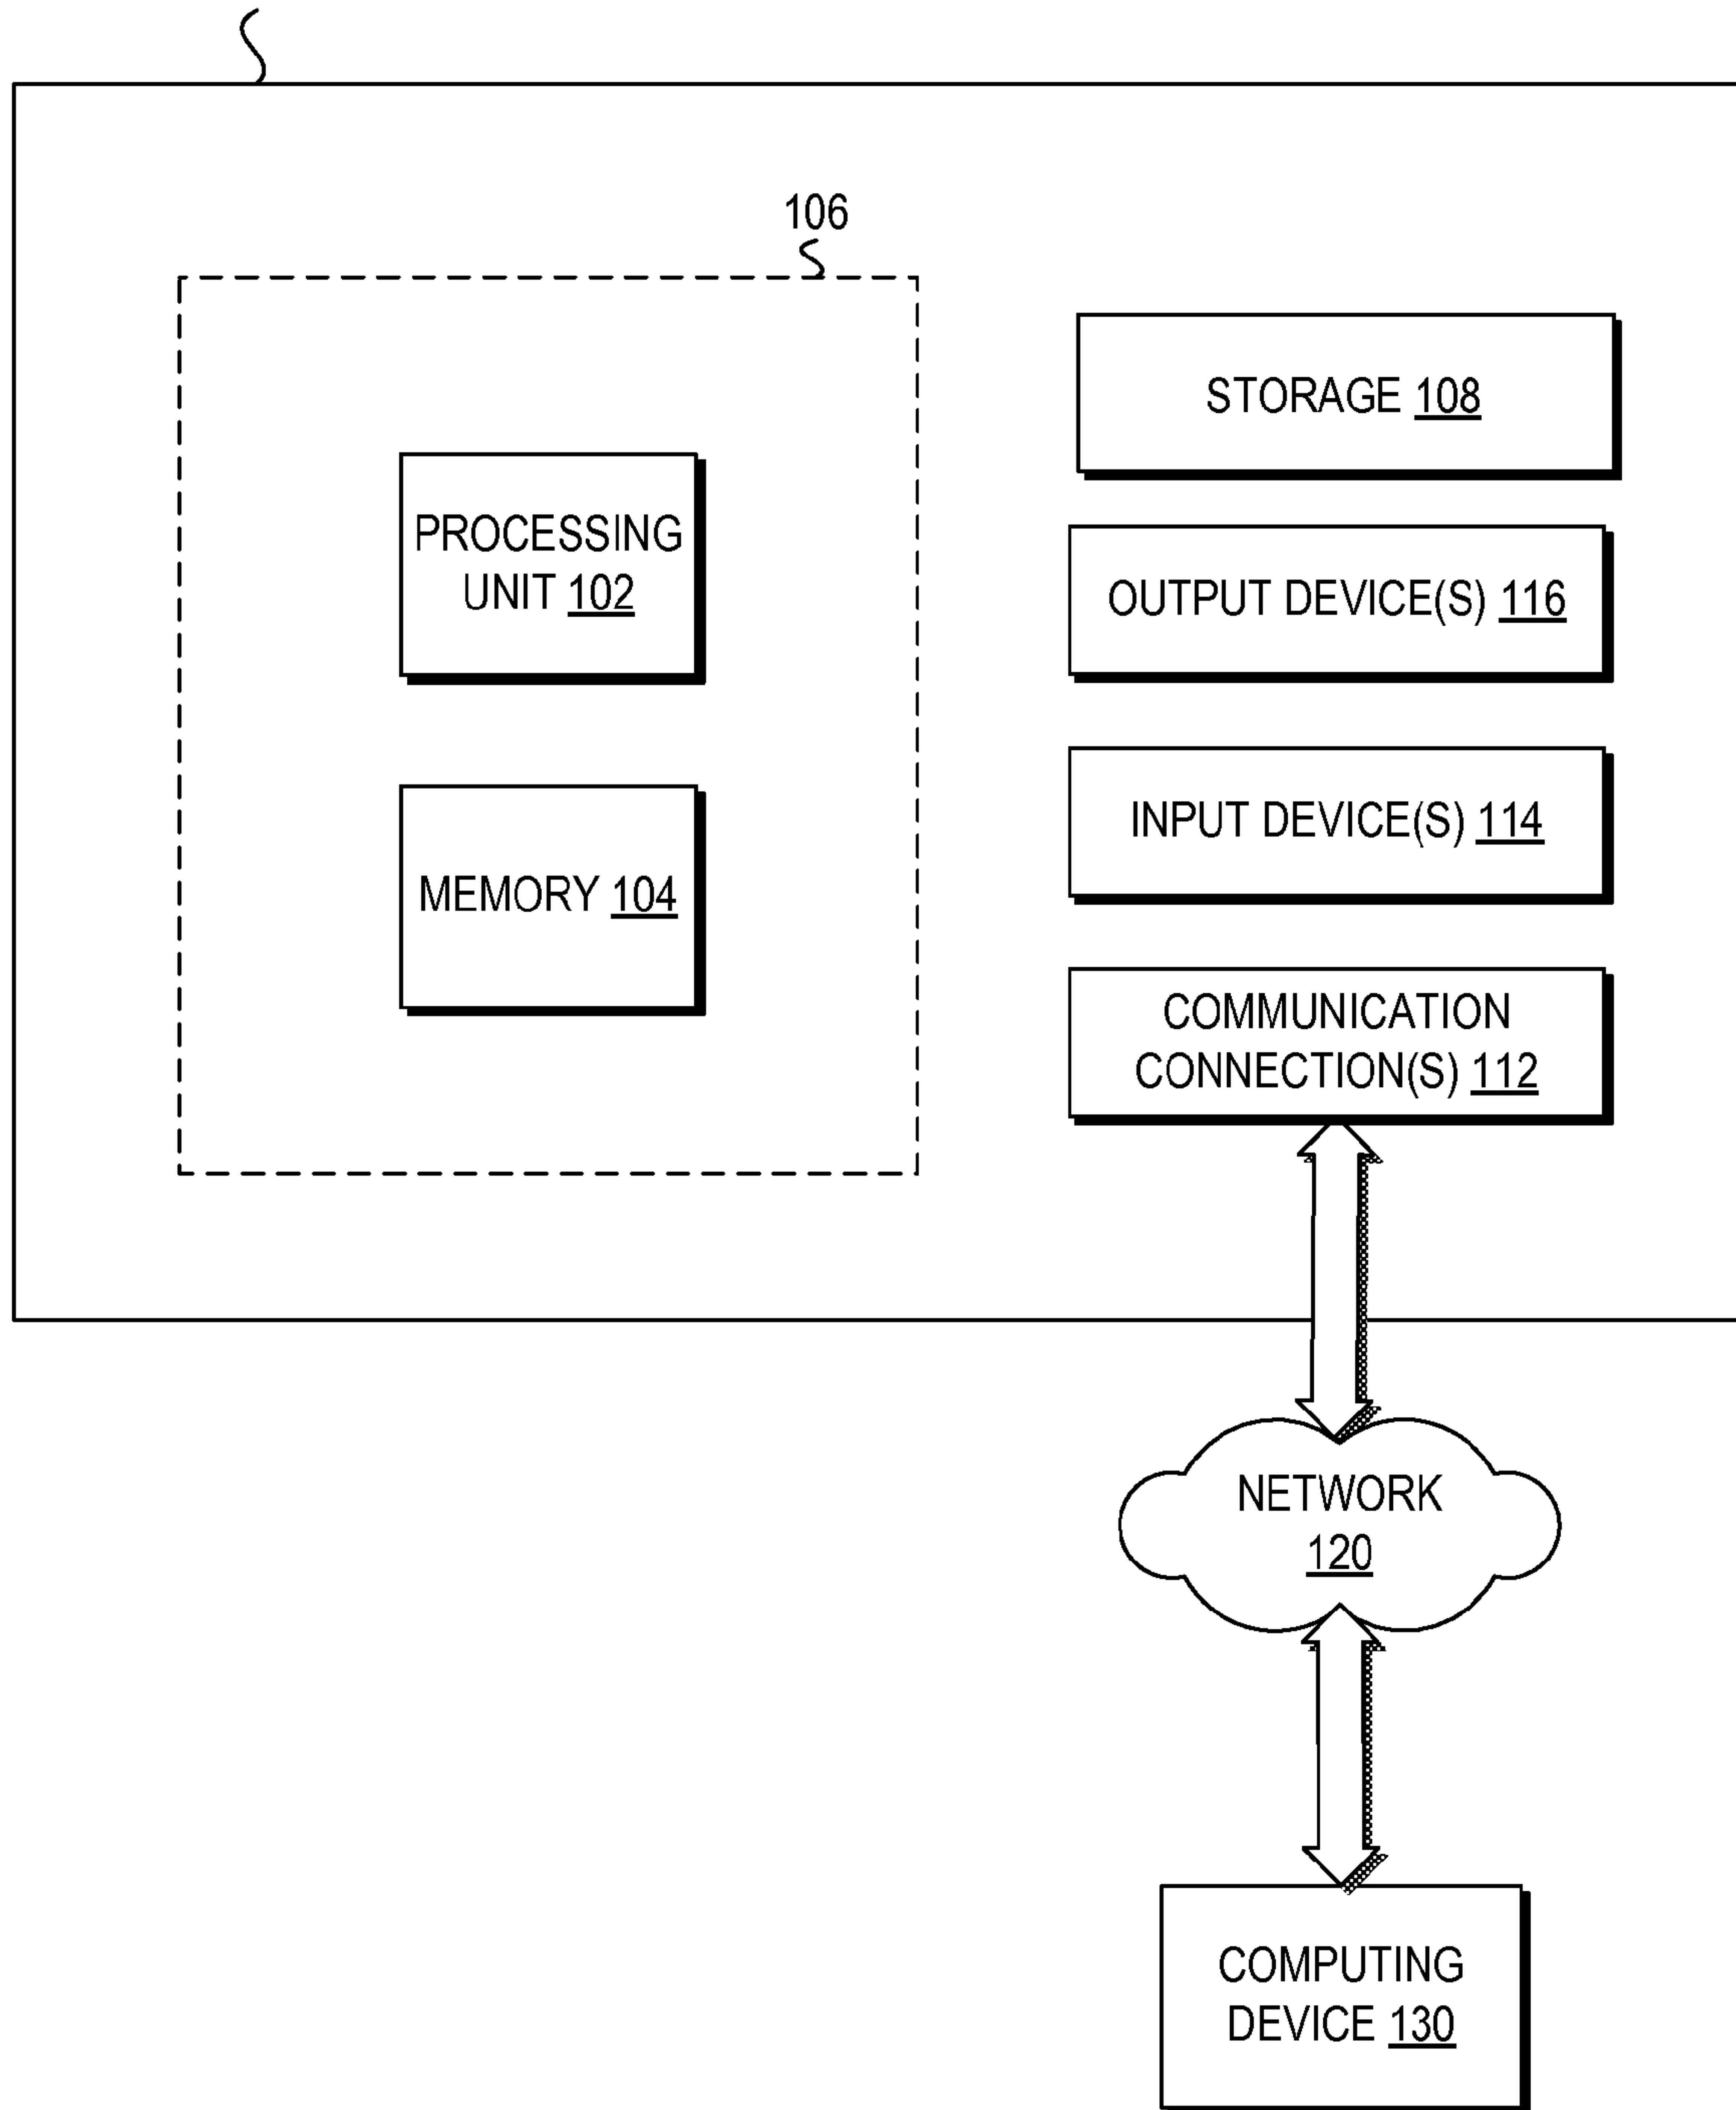 106
STORAGE 108
PROCESSING
UNIT 102
OUTPUT DEVICE(S) 116
INPUT DEVICE(S) 114
MEMORY 104
COMMUNICATION
CONNECTION(S) 112
NETWORK
120
COMPUTING
DEVICE 130